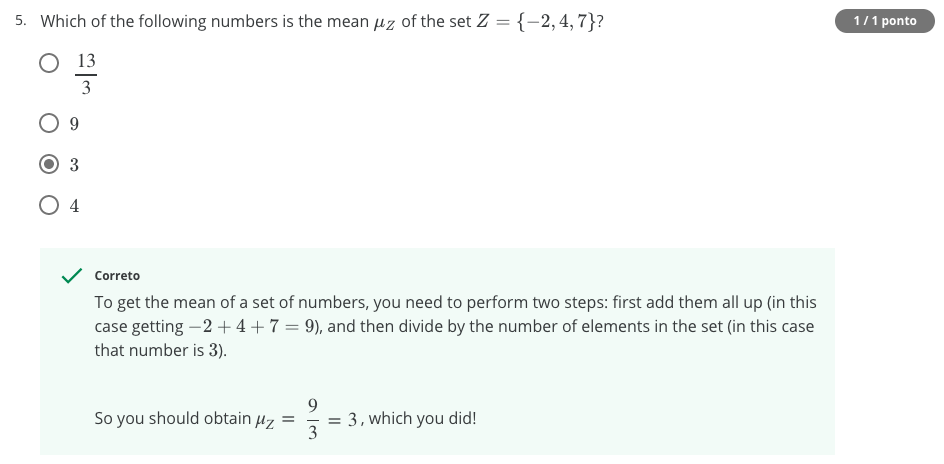 5. Which of the following numbers is the mean μ_Z of the set Z = {−2, 4, 7}?
1 / 1 ponto
13/3
9
3
4
Correto
To get the mean of a set of numbers, you need to perform two steps: first add them all up (in this
case getting −2 + 4 + 7 = 9), and then divide by the number of elements in the set (in this case
that number is 3).
So you should obtain μ_Z = 9/3 = 3, which you did!